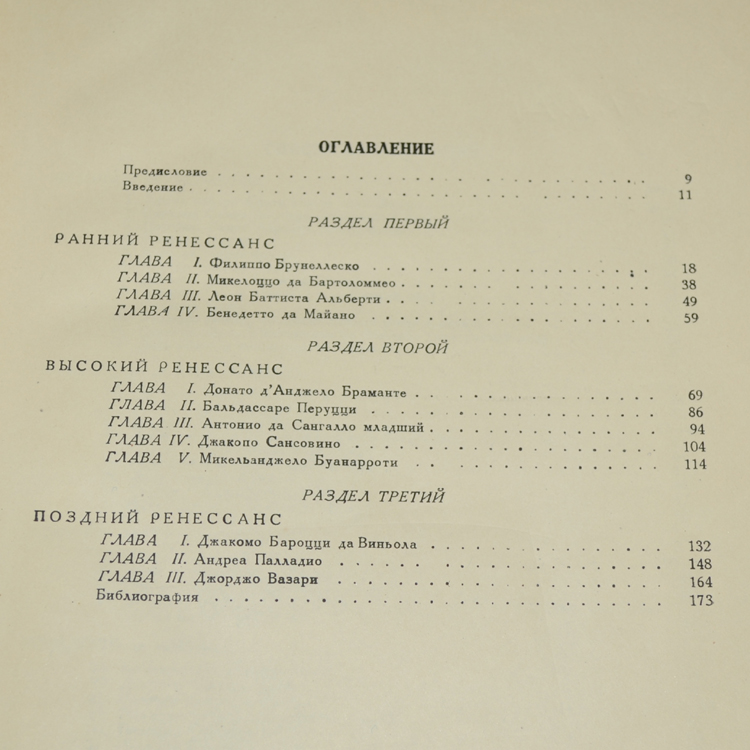 ОГЛАВЛЕНИЕ
Предисловие . . . . . . . . . . . . . . . . . . . . . . . . 9
Введение . . . . . . . . . . . . . . . . . . . . . . . . 11
РАЗДЕЛ ПЕРВЫЙ
РАННИЙ РЕНЕССАНС
ГЛАВА I. Филиппо Брунеллеско . . . . . . . . . . . . . . . . 18
ГЛАВА II. Микелоццо да Бартоломмео . . . . . . . . . . . . . . 38
ГЛАВА III. Леон Баттиста Альберти . . . . . . . . . . . . . . . 49
ГЛАВА IV. Бенедетто да Майано . . . . . . . . . . . . . . . . 59
РАЗДЕЛ ВТОРОЙ
ВЫСОКИЙ РЕНЕССАНС
ГЛАВА I. Донато д'Анджело Браманте . . . . . . . . . . . . . 69
ГЛАВА II. Бальдассаре Перуцци . . . . . . . . . . . . . . . . 86
ГЛАВА III. Антонио да Сангалло младший . . . . . . . . . . . . 94
ГЛАВА IV. Джакопо Сансовино . . . . . . . . . . . . . . . . 104
ГЛАВА V. Микельанджело Буанарроти . . . . . . . . . . . . . 114
РАЗДЕЛ ТРЕТИЙ
ПОЗДНИЙ РЕНЕССАНС
ГЛАВА I. Джакомо Бароцци да Виньола . . . . . . . . . . . . 132
ГЛАВА II. Андреа Палладио . . . . . . . . . . . . . . . . . 148
ГЛАВА III. Джорджо Вазари . . . . . . . . . . . . . . . . . 164
Библиография . . . . . . . . . . . . . . . . . . . . . . . 173